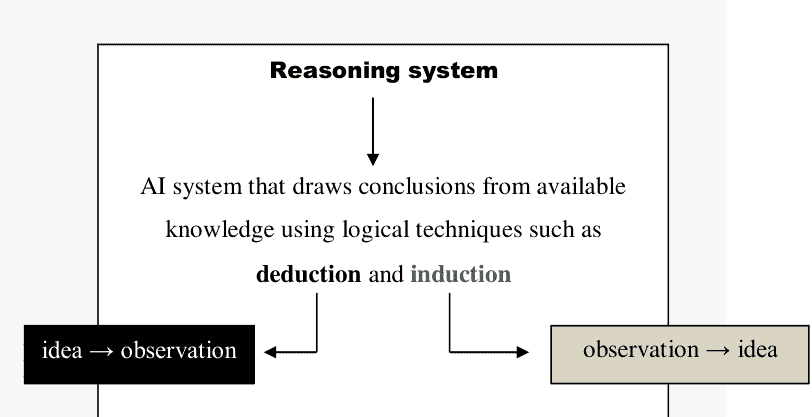 Reasoning system
AI system that draws conclusions from available
knowledge using logical techniques such as
deduction and induction
idea → observation
observation → idea